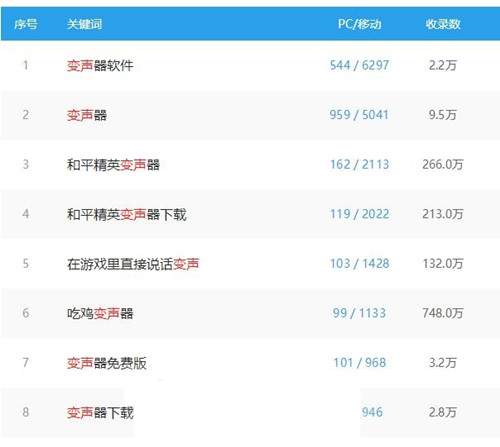 序号 关键词 PC/移动 收录数
1 变声器软件 544 / 6297 2.2万
2 变声器 959 / 5041 9.5万
3 和平精英变声器 162 / 2113 266.0万
4 和平精英变声器下载 119 / 2022 213.0万
5 在游戏里直接说话变声 103 / 1428 132.0万
6 吃鸡变声器 99 / 1133 748.0万
7 变声器免费版 101 / 968 3.2万
8 变声器下载 946 2.8万